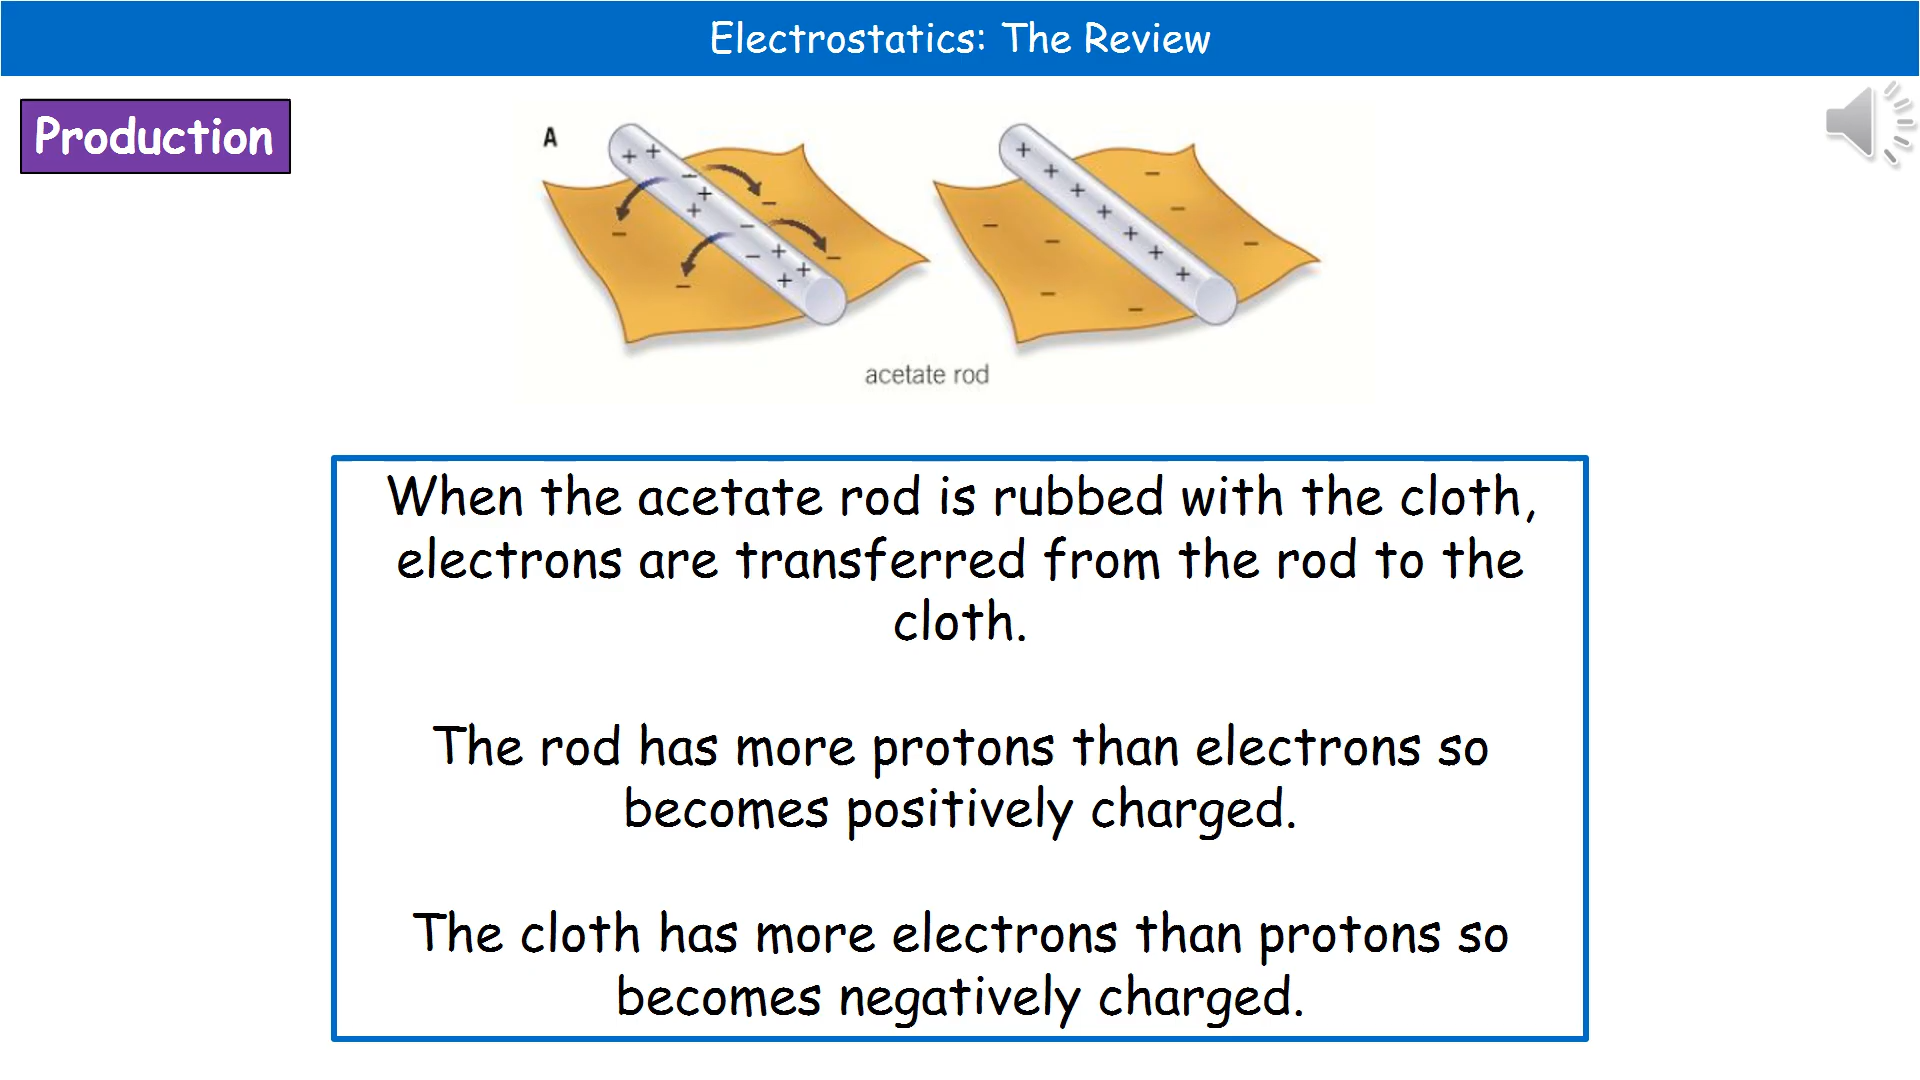 Electrostatics: The Review
Production
A
acetate rod
When the acetate rod is rubbed with the cloth,
electrons are transferred from the rod to the
cloth.
The rod has more protons than electrons so
becomes positively charged.
The cloth has more electrons than protons so
becomes negatively charged.